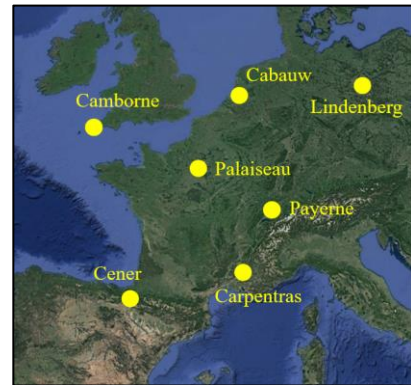 Cabauw
Camborne
Lindenberg
Palaiseau
Payerne
Cener
Carpentras